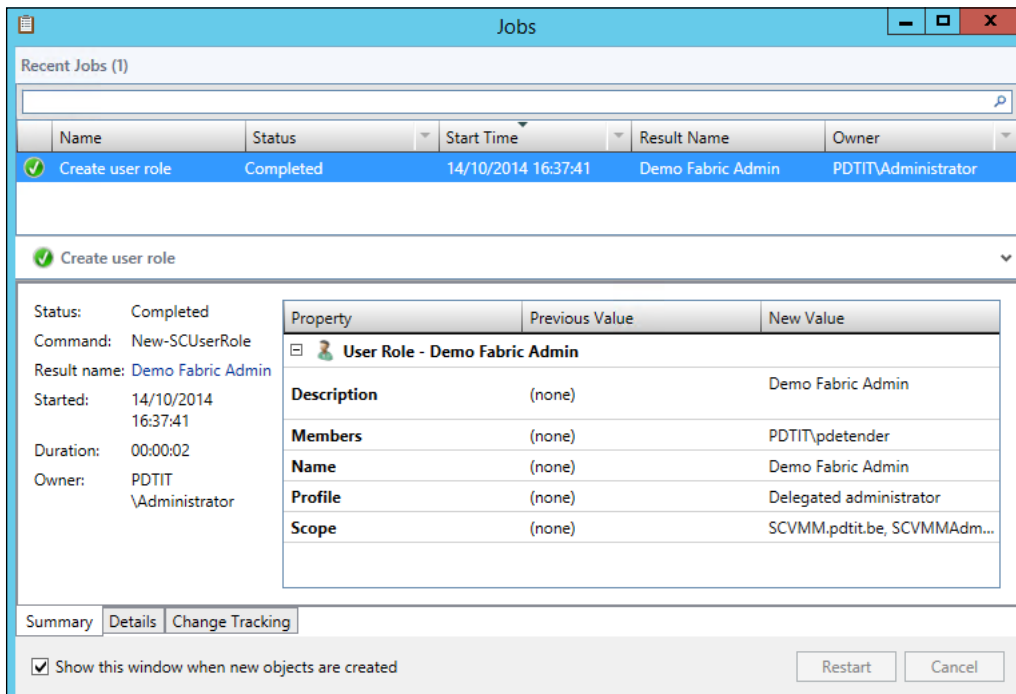 Jobs
Recent Jobs (1)
Name Status Start Time Result Name Owner
Create user role Completed 14/10/2014 16:37:41 Demo Fabric Admin PDTIT\Administrator
Create user role
Status: Completed
Command: New-SCUserRole
Result name: Demo Fabric Admin
Started: 14/10/2014
16:37:41
Duration: 00:00:02
Owner: PDTIT
\Administrator
Property Previous Value New Value
User Role - Demo Fabric Admin
Description (none) Demo Fabric Admin
Members (none) PDTIT\pdetender
Name (none) Demo Fabric Admin
Profile (none) Delegated administrator
Scope (none) SCVMM.pdtit.be, SCVMMAdm...
Summary Details Change Tracking
Show this window when new objects are created
Restart Cancel